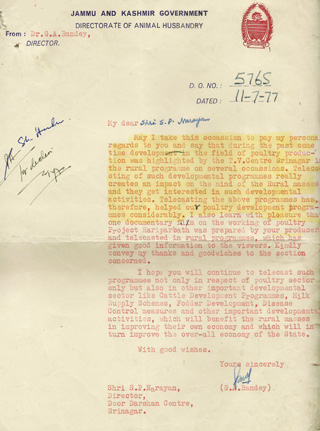 JAMMU AND KASHMIR GOVERNMENT
DIRECTORATE OF ANIMAL HUSBANDRY
From: Dr.G.A.Bandey,
DIRECTOR.
D. O. NO: 5765
DATED: 11-7-77
My dear Shri S.P. Narayan
May I take this occassion to pay my personal
regards to you and say that during the past some
time development in the field of poultry produc-
tion was highlighted by the T.V.Centre Srinagar in
the rural programme on several occassions. Telecas
ting of such developmental programmes really
creates an impact on the mind of the Rural masses
and they get interested in such developmental
activities. Telecasting the above programmes has,
therefore, helped our poultry development progra-
mmes considerably. I also learn with pleasure that
one documentary on the working of poultry
Project Hariparbath was prepared by your producer
and telecasted in rural programme, which has
given good information to the viewers. Kindly
convey my thanks and goodwishes to the section
concerned.
I hope you will continue to telecast such
programmes not only in respect of poultry sector
only but also in other important developmental
sector like Cattle Development Programmes, Milk
Supply Schemes, Fodder Development, Disease
Control measures and other important developmental
activities, which will benefit the rural masses
in improving their own economy and which will in
turn improve the over-all economy of the State.
With good wishes.
Yours sincerely
(G.A.Bandey)
Shri S.P.Narayan,
Director,
Door Darshan Centre,
Srinagar.